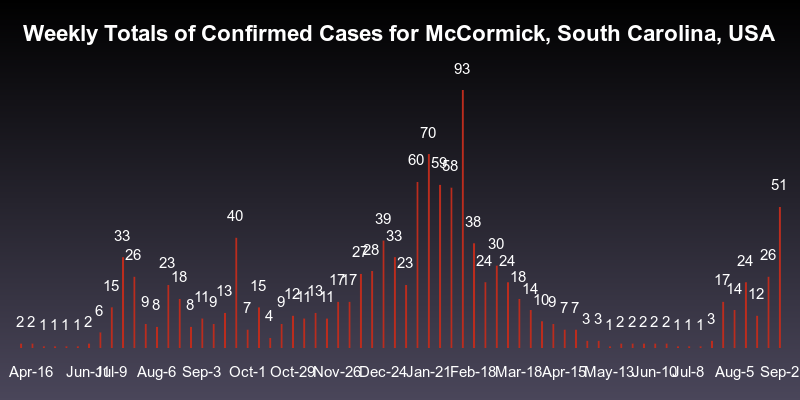 Weekly Totals of Confirmed Cases for McCormick, South Carolina, USA
93
70
60 59 58
51
40 39 38
33 33 30
26 23 27 28 23 24 24 24 26
15 18 15 17 17 18 14 17 14 12
9 8 8 11 9 13 7 4 9 12 11 13 11 10 9 7 7
2 2 1 1 1 1 2 6 3 3 1 2 2 2 2 2 1 1 1 3
Apr-16 Jun-11 Jul-9 Aug-6 Sep-3 Oct-1 Oct-29 Nov-26 Dec-24 Jan-21 Feb-18 Mar-18 Apr-15 May-13 Jun-10 Jul-8 Aug-5 Sep-2